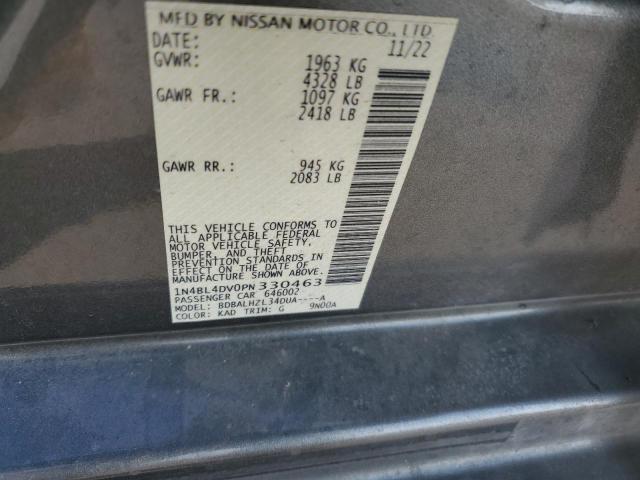 MFD BY NISSAN MOTOR CO., LTD.
DATE: 11/22
GVWR: 1963 KG
4328 LB
GAWR FR.: 1097 KG
2418 LB
GAWR RR.: 945 KG
2083 LB
THIS VEHICLE CONFORMS TO
ALL APPLICABLE FEDERAL
MOTOR VEHICLE SAFETY,
BUMPER, AND THEFT
PREVENTION STANDARDS IN
EFFECT ON THE DATE OF
MANUFACTURE SHOWN ABOVE.
1N4BL4DV0PN330463
PASSENGER CAR 646002
MODEL: BDBALHZL34DUA----A
COLOR: KAD TRIM: G 9N00A